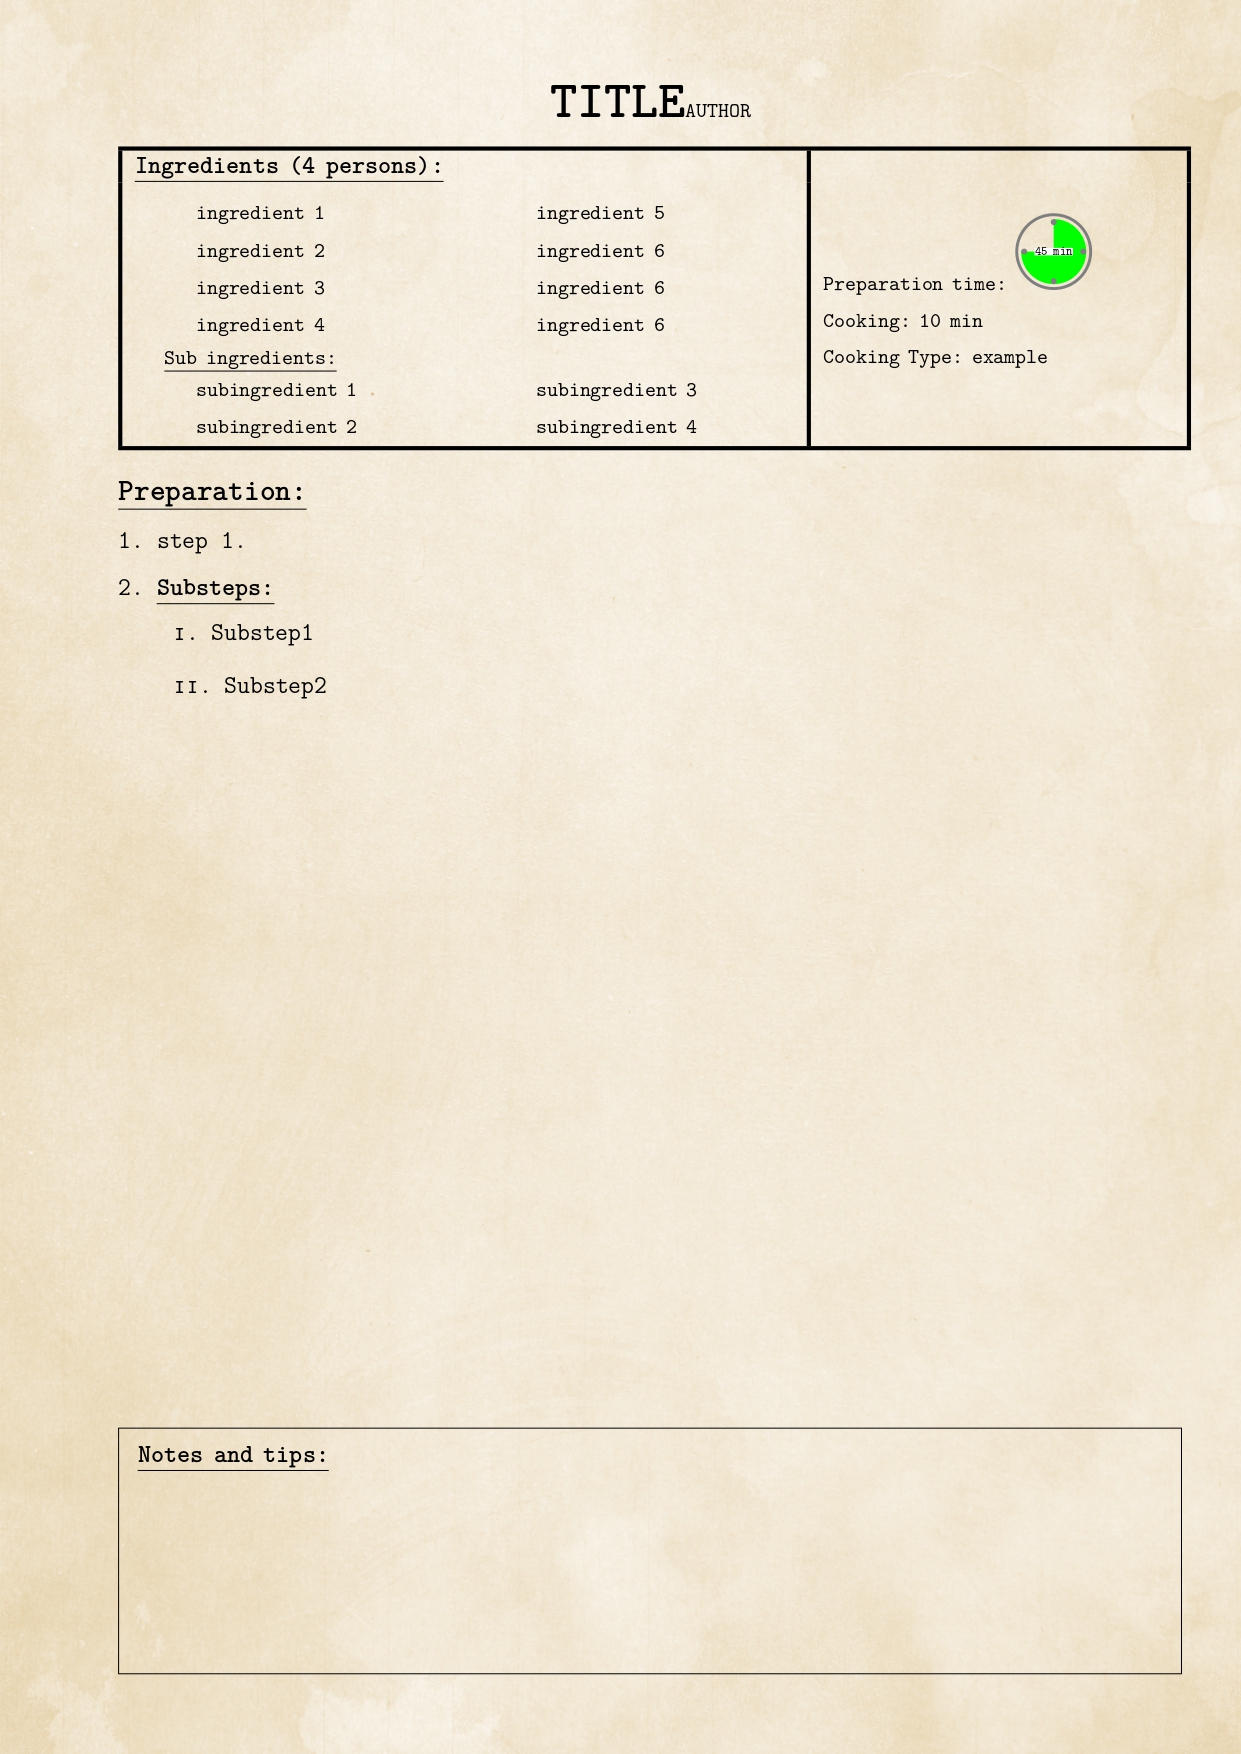 TITLE AUTHOR
Ingredients (4 persons):
ingredient 1 ingredient 5
ingredient 2 ingredient 6
ingredient 3 ingredient 6
ingredient 4 ingredient 6
Sub ingredients:
subingredient 1 subingredient 3
subingredient 2 subingredient 4
45 min
Preparation time:
Cooking: 10 min
Cooking Type: example
Preparation:
1. step 1.
2. Substeps:
I. Substep1
II. Substep2
Notes and tips: